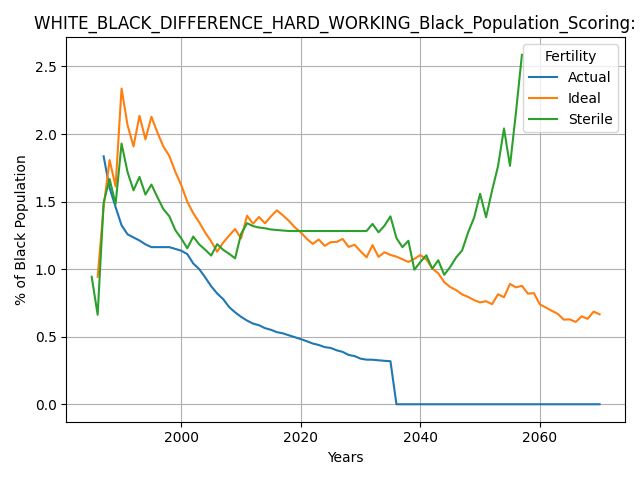 WHITE_BLACK_DIFFERENCE_HARD_WORKING_Black_Population_Scoring:
Fertility
Actual
Ideal
Sterile
% of Black Population
2.5
2.0
1.5
1.0
0.5
0.0
2000
2020
2040
2060
Years